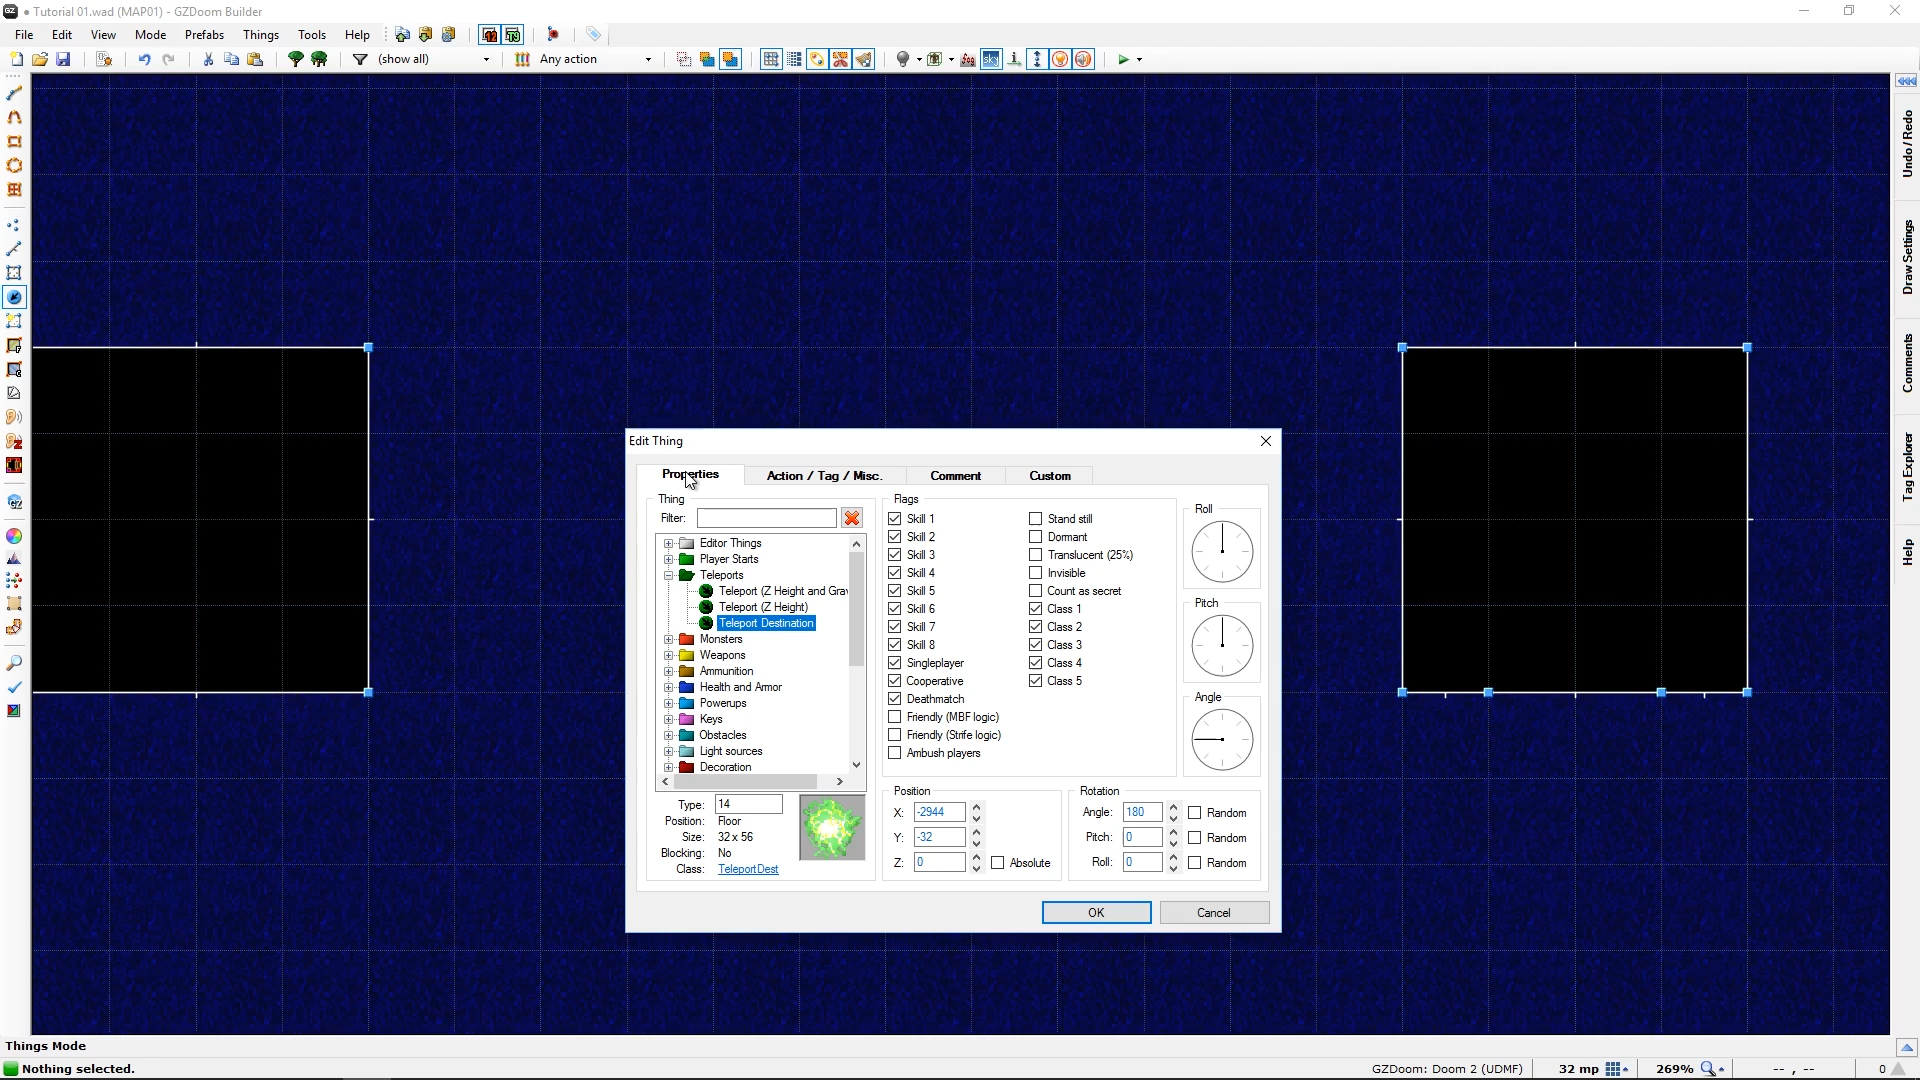 • Tutorial 01.wad (MAP01) - GZDoom Builder
File Edit View Mode Prefabs Things Tools Help
(show all) Any action
Undo / Redo
Draw Settings
Comments
Tag Explorer
Help
Edit Thing
Properties Action / Tag / Misc. Comment Custom
Thing
Filter:
Editor Things
Player Starts
Teleports
Teleport (Z Height and Grav
Teleport (Z Height)
Teleport Destination
Monsters
Weapons
Ammunition
Health and Armor
Powerups
Keys
Obstacles
Light sources
Decoration
Type: 14
Position: Floor
Size: 32 x 56
Blocking: No
Class: TeleportDest
Flags
Skill 1 Stand still
Skill 2 Dormant
Skill 3 Translucent (25%)
Skill 4 Invisible
Skill 5 Count as secret
Skill 6 Class 1
Skill 7 Class 2
Skill 8 Class 3
Singleplayer Class 4
Cooperative Class 5
Deathmatch
Friendly (MBF logic)
Friendly (Strife logic)
Ambush players
Roll
Pitch
Angle
Position
X: -2944
Y: -32
Z: 0 Absolute
Rotation
Angle: 180 Random
Pitch: 0 Random
Roll: 0 Random
OK Cancel
Things Mode
Nothing selected. GZDoom: Doom 2 (UDMF) 32 mp 269% -- , -- 0